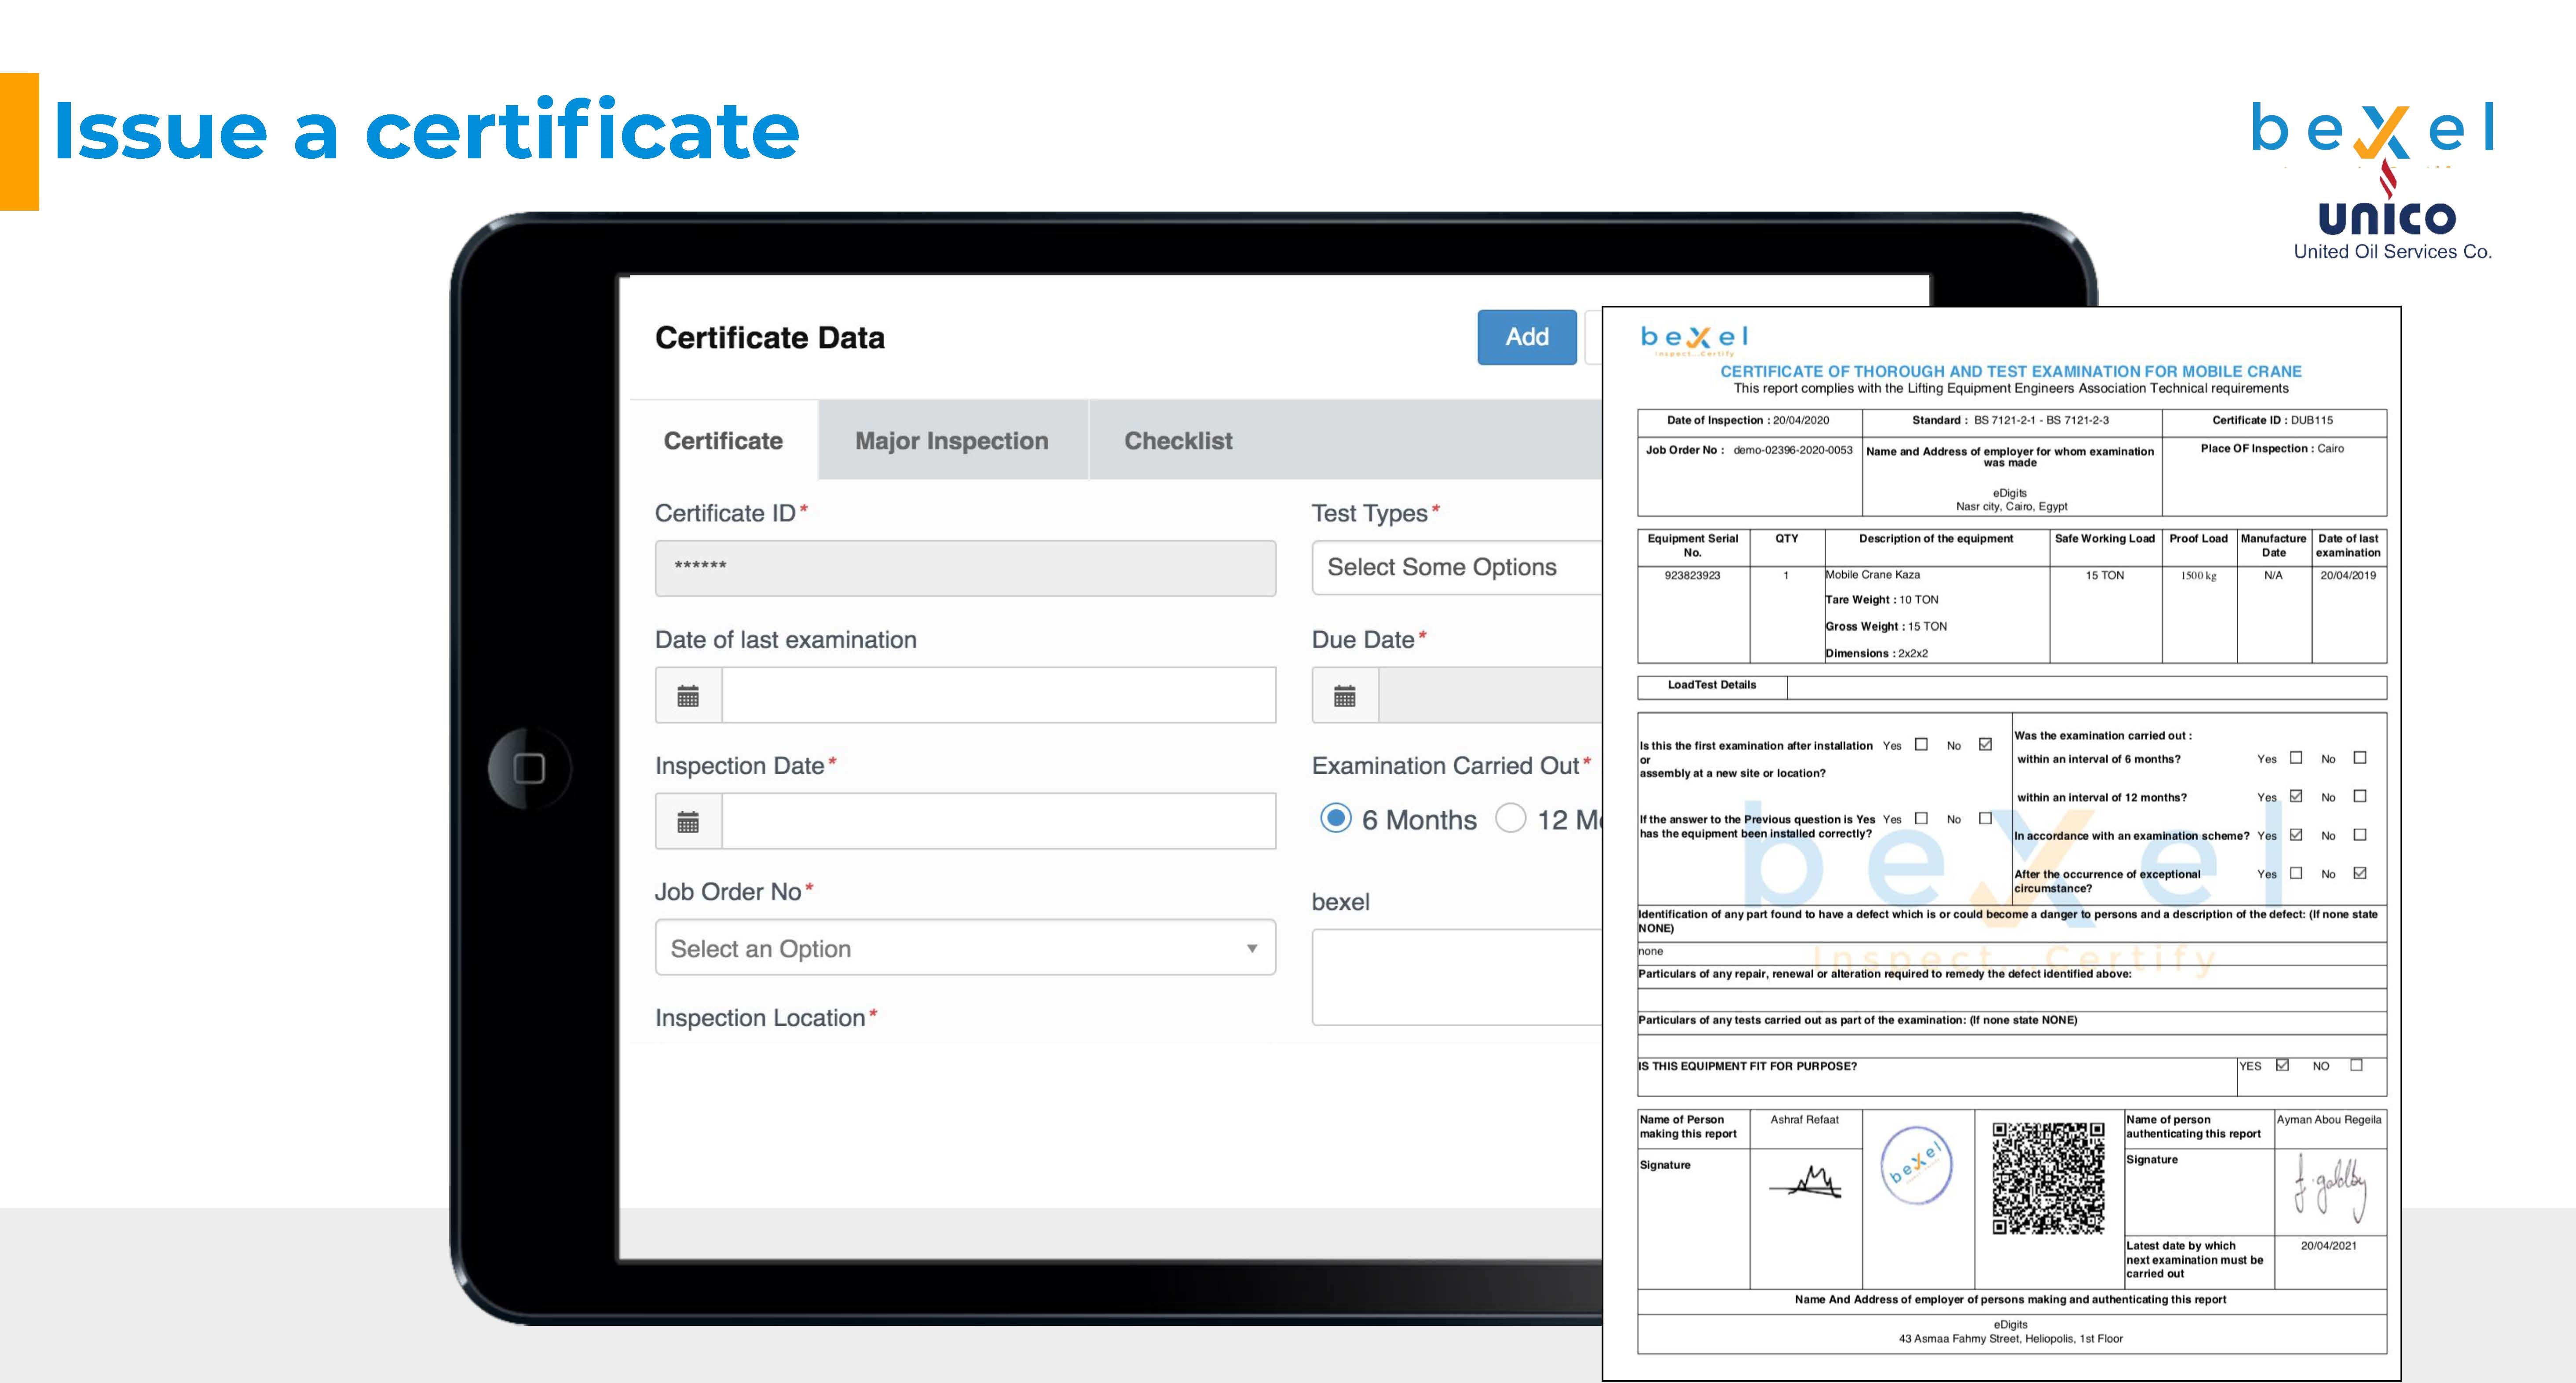 Issue a certificate
bexel
unico
United Oil Services Co.
Certificate Data
Add
Certificate
Major Inspection
Checklist
Certificate ID*
******
Test Types*
Select Some Options
Date of last examination
Due Date*
Inspection Date*
Examination Carried Out*
6 Months
12 M
Job Order No*
Select an Option
bexel
Inspection Location*
bexel
Inspect...Certify
CERTIFICATE OF THOROUGH AND TEST EXAMINATION FOR MOBILE CRANE
This report complies with the Lifting Equipment Engineers Association Technical requirements
Date of Inspection : 20/04/2020
Standard : BS 7121-2-1 - BS 7121-2-3
Certificate ID : DUB115
Job Order No : demo-02396-2020-0053
Name and Address of employer for whom examination
was made
eDigits
Nasr city, Cairo, Egypt
Place OF Inspection : Cairo
Equipment Serial
No.
QTY
Description of the equipment
Safe Working Load
Proof Load
Manufacture
Date
Date of last
examination
923823923
1
Mobile Crane Kaza
Tare Weight : 10 TON
Gross Weight : 15 TON
Dimensions : 2x2x2
15 TON
1500 kg
N/A
20/04/2019
LoadTest Details
Is this the first examination after installation Yes No
or
assembly at a new site or location?
If the answer to the Previous question is Yes Yes No
has the equipment been installed correctly?
Was the examination carried out :
within an interval of 6 months? Yes No
within an interval of 12 months? Yes No
In accordance with an examination scheme? Yes No
After the occurrence of exceptional Yes No
circumstance?
bexel
Inspect...Certify
Identification of any part found to have a defect which is or could become a danger to persons and a description of the defect: (If none state
NONE)
none
Particulars of any repair, renewal or alteration required to remedy the defect identified above:
Particulars of any tests carried out as part of the examination: (If none state NONE)
IS THIS EQUIPMENT FIT FOR PURPOSE? YES NO
Name of Person
making this report
Ashraf Refaat
Signature
bexel
Name of person
authenticating this report
Ayman Abou Regeila
Signature
Latest date by which
next examination must be
carried out
20/04/2021
Name And Address of employer of persons making and authenticating this report
eDigits
43 Asmaa Fahmy Street, Heliopolis, 1st Floor